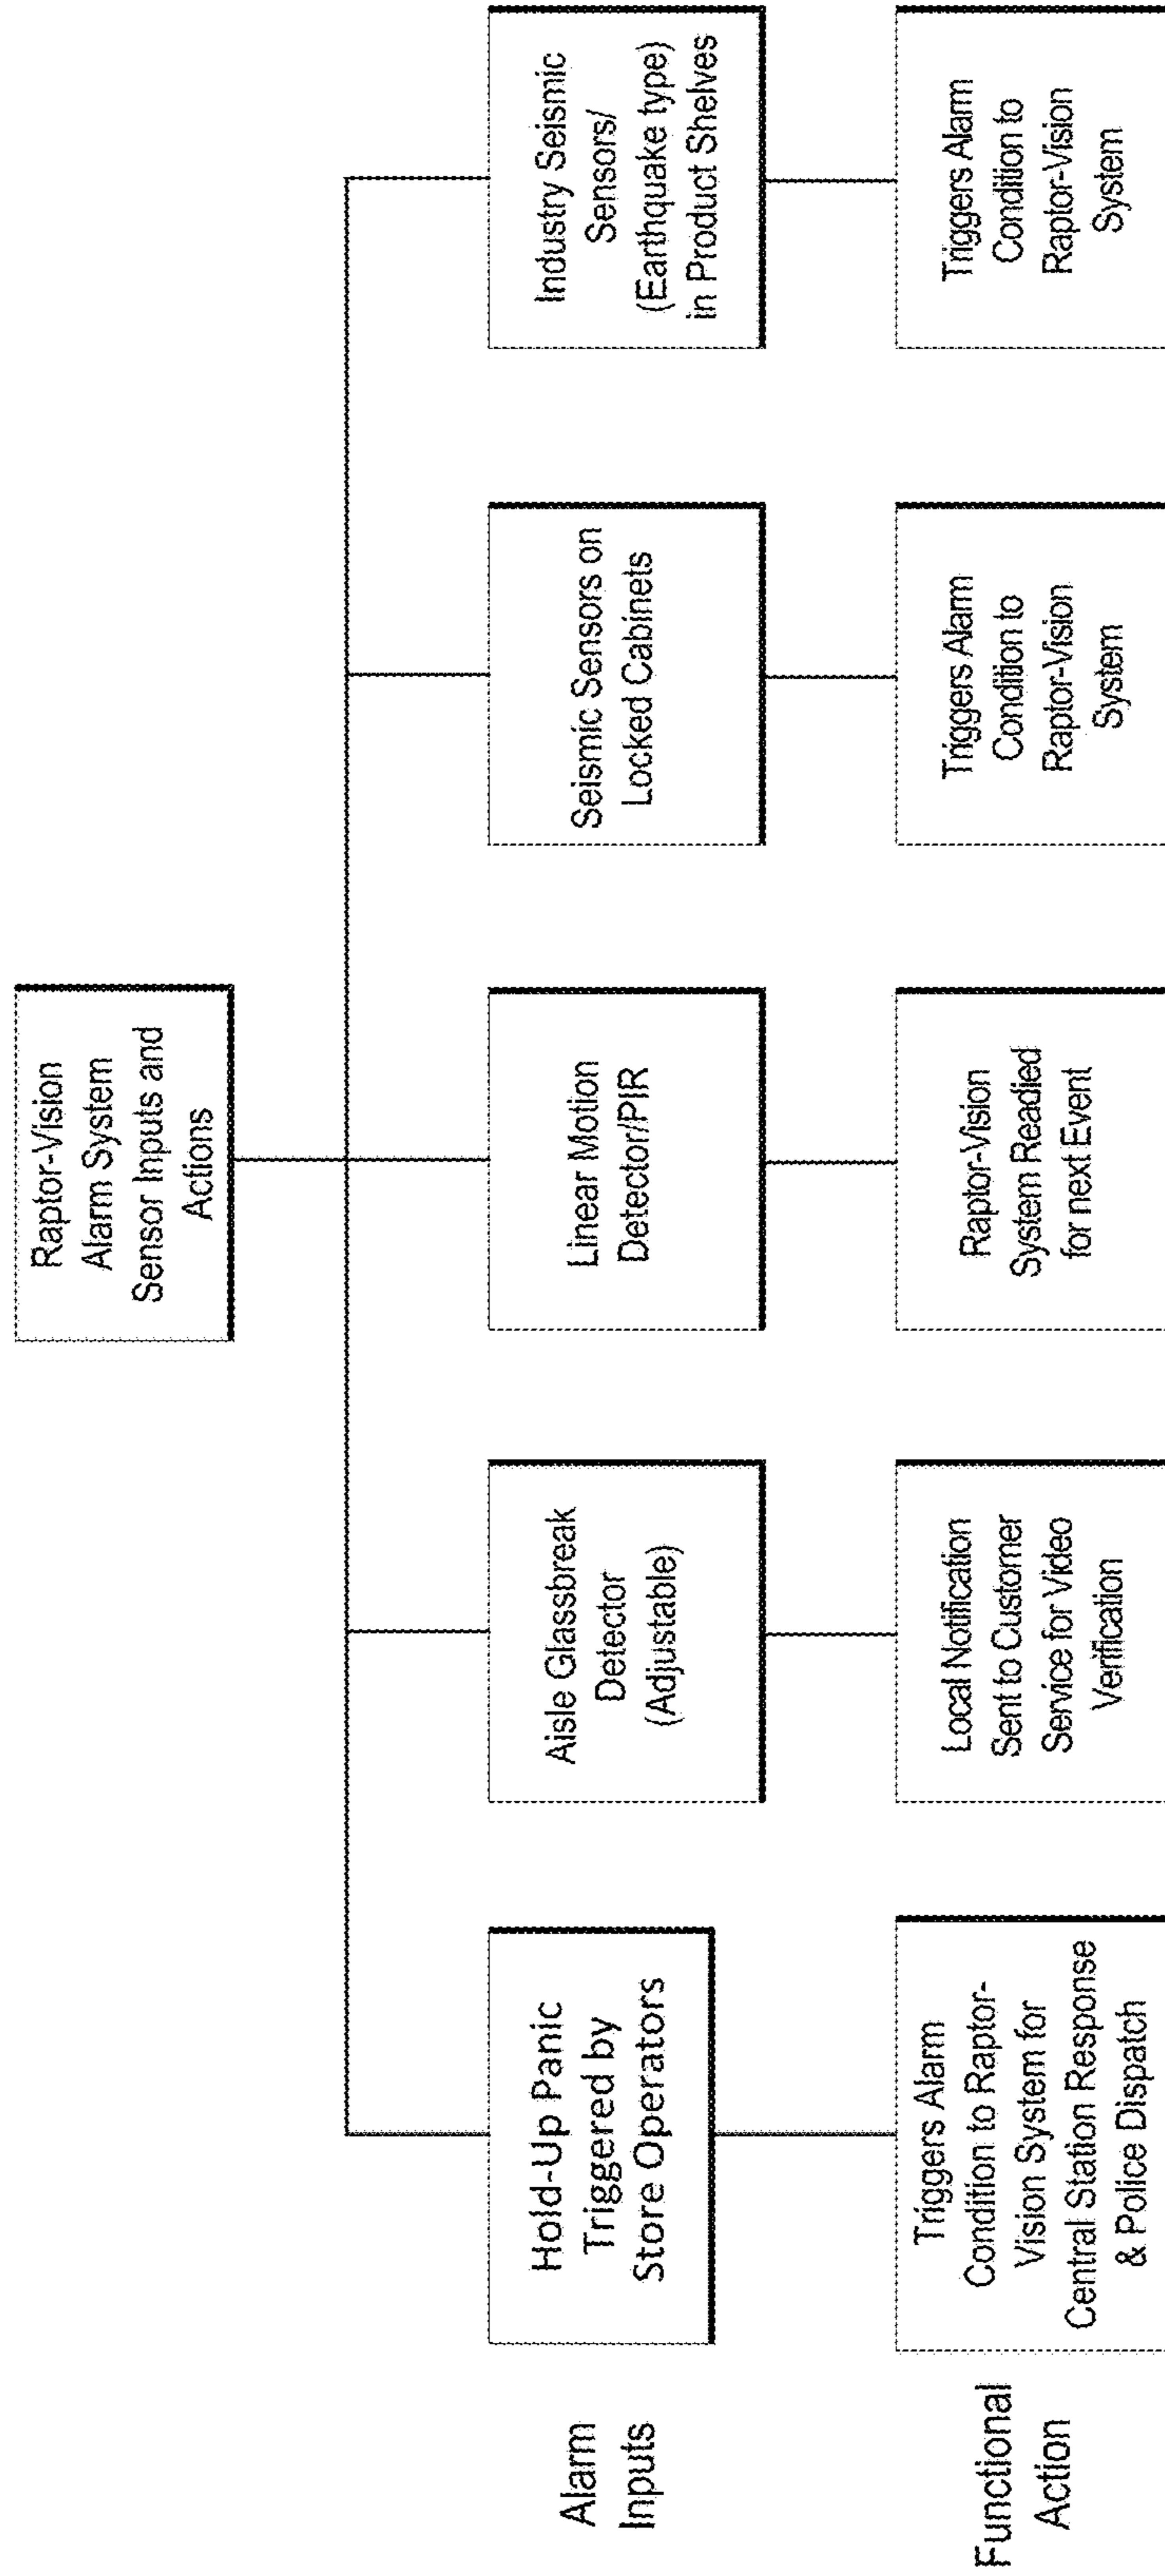 Raptor-Vision
Alarm System
Sensor Inputs and
Actions
Alarm
Inputs
Hold-Up Panic
Triggered by
Store Operators
Aisle Glassbreak
Detector
(Adjustable)
Linear Motion
Detector/PIR
Seismic Sensors on
Locked Cabinets
Industry Seismic
Sensors/
(Earthquake type)
in Product Shelves
Functional
Action
Triggers Alarm
Condition to Raptor-
Vision System for
Central Station Response
& Police Dispatch
Local Notification
Sent to Customer
Service for Video
Verification
Raptor-Vision
System Readied
for next Event
Triggers Alarm
Condition to
Raptor-Vision
System
Triggers Alarm
Condition to
Raptor-Vision
System